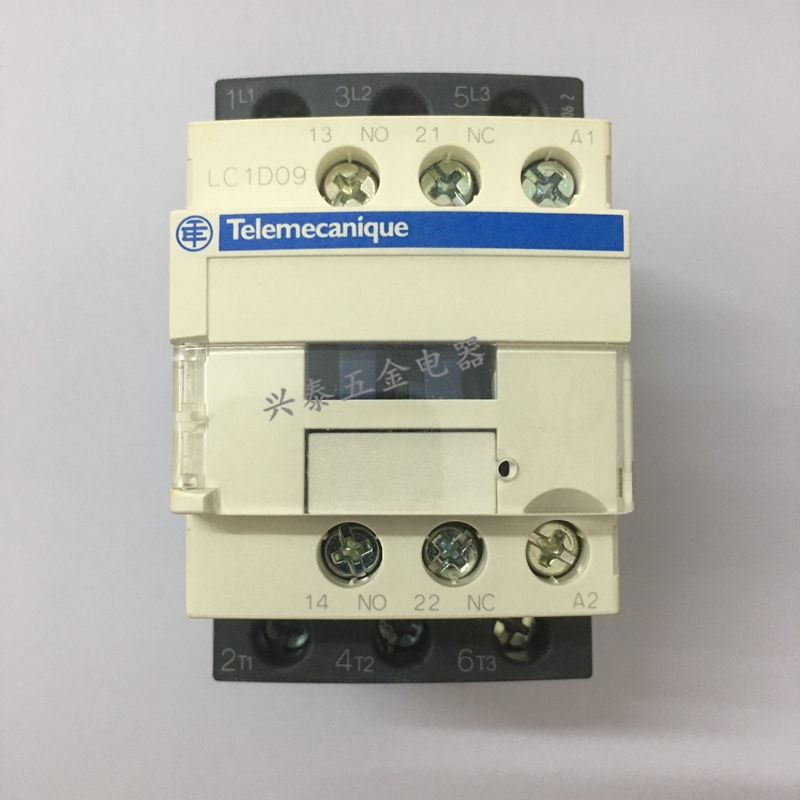 1L1 3L2 5L3
13 NO 21 NC A1
LC1D09
Telemecanique
兴泰五金电器
14 NO 22 NC A2
2T1 4T2 6T3